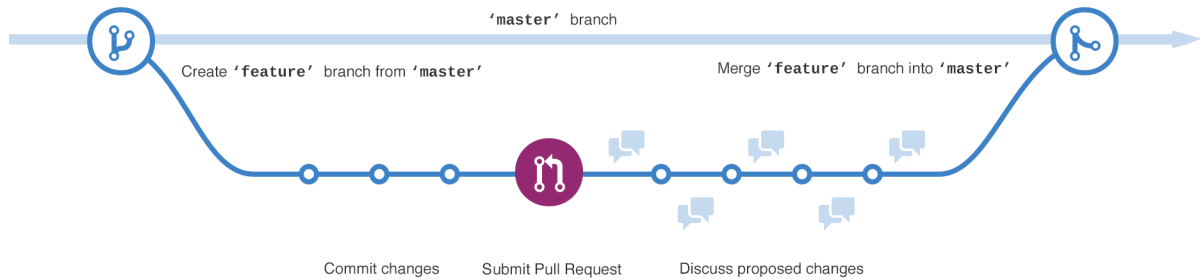 ‘master’ branch
Create ‘feature’ branch from ‘master’
Merge ‘feature’ branch into ‘master’
Commit changes
Submit Pull Request
Discuss proposed changes